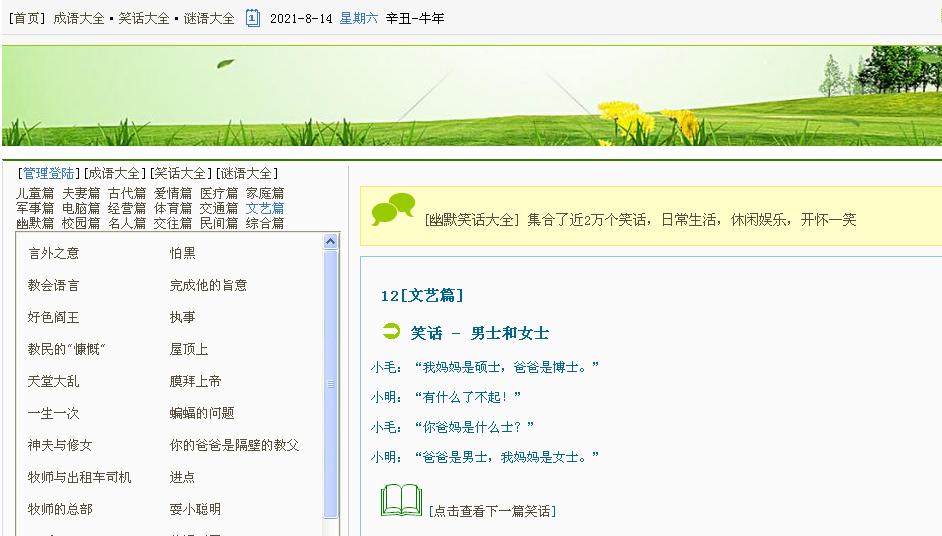 [首页] 成语大全·笑话大全·谜语大全 1 2021-8-14 星期六 辛丑-牛年
[管理登陆][成语大全][笑话大全][谜语大全]
儿童篇 夫妻篇 古代篇 爱情篇 医疗篇 家庭篇
军事篇 电脑篇 经营篇 体育篇 交通篇 文艺篇
幽默篇 校园篇 名人篇 交往篇 民间篇 综合篇
言外之意 怕黑
教会语言 完成他的旨意
好色阎王 执事
教民的"慷慨" 屋顶上
天堂大乱 膜拜上帝
一生一次 蝙蝠的问题
神夫与修女 你的爸爸是隔壁的教父
牧师与出租车司机 进点
牧师的总部 耍小聪明
[幽默笑话大全] 集合了近2万个笑话，日常生活，休闲娱乐，开怀一笑
12[文艺篇]
笑话 - 男士和女士
小毛：“我妈妈是硕士，爸爸是博士。”
小明：“有什么了不起！”
小毛：“你爸妈是什么士？”
小明：“爸爸是男士，我妈妈是女士。”
[点击查看下一篇笑话]